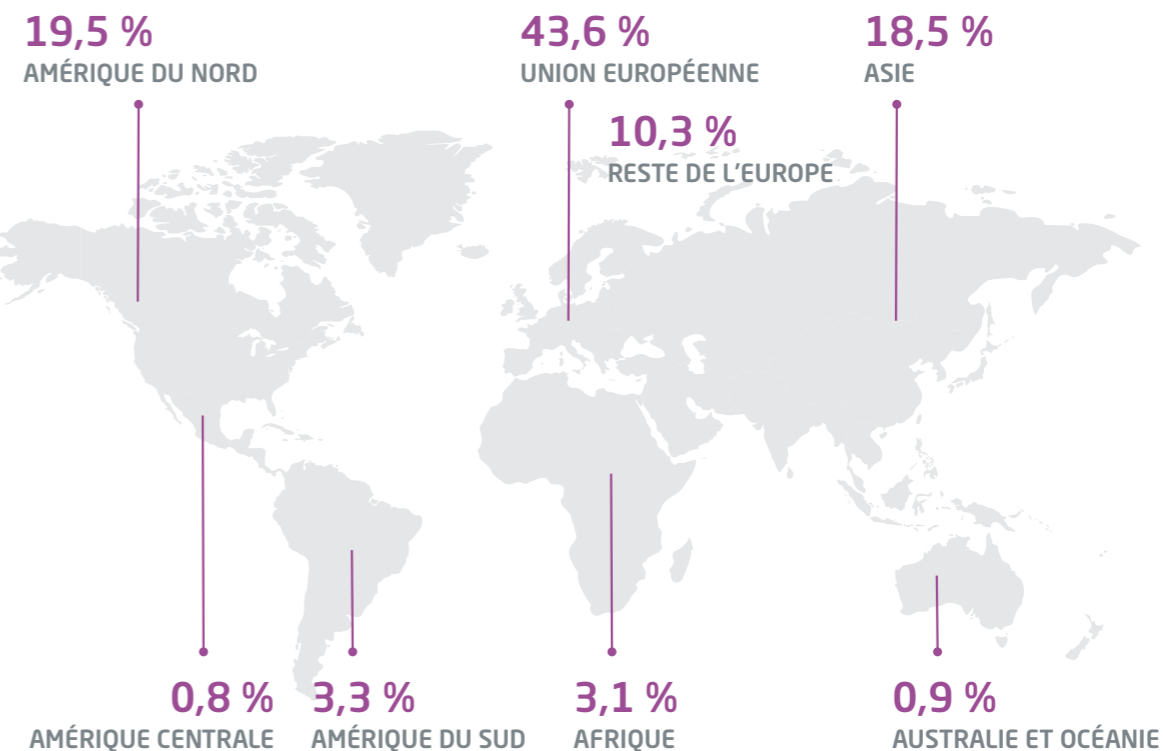 19,5 %
AMÉRIQUE DU NORD
43,6 %
UNION EUROPÉENNE
10,3 %
RESTE DE L'EUROPE
18,5 %
ASIE
0,8 %
AMÉRIQUE CENTRALE
3,3 %
AMÉRIQUE DU SUD
3,1 %
AFRIQUE
0,9 %
AUSTRALIE ET OCÉANIE